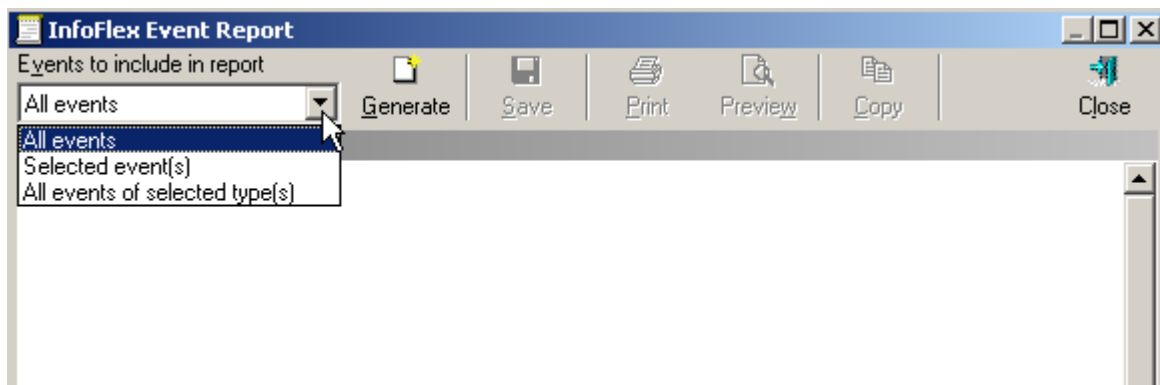 InfoFlex Event Report
Events to include in report
All events
Generate
Save
Print
Preview
Copy
Close
All events
Selected event(s)
All events of selected type(s)